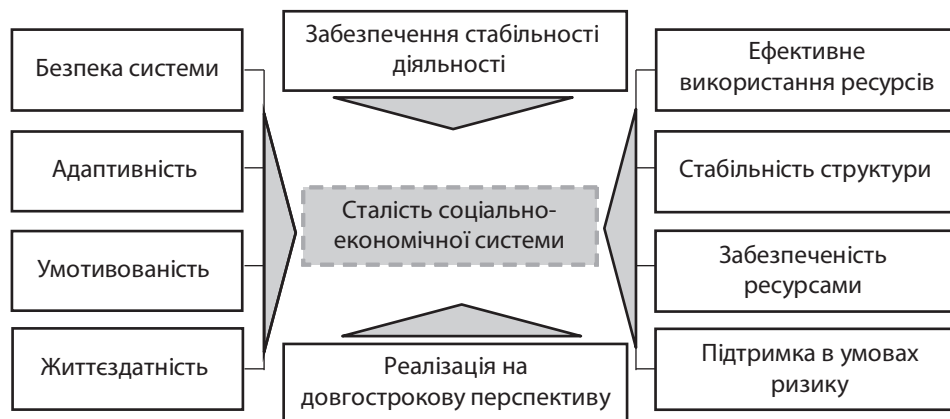 Забезпечення стабільності
діяльності
Безпека системи
Адаптивність
Умотивованість
Життєздатність
Сталість соціально-
економічної системи
Ефективне
використання ресурсів
Стабільність структури
Забезпеченість
ресурсами
Підтримка в умовах
ризику
Реалізація на
довгострокову перспективу